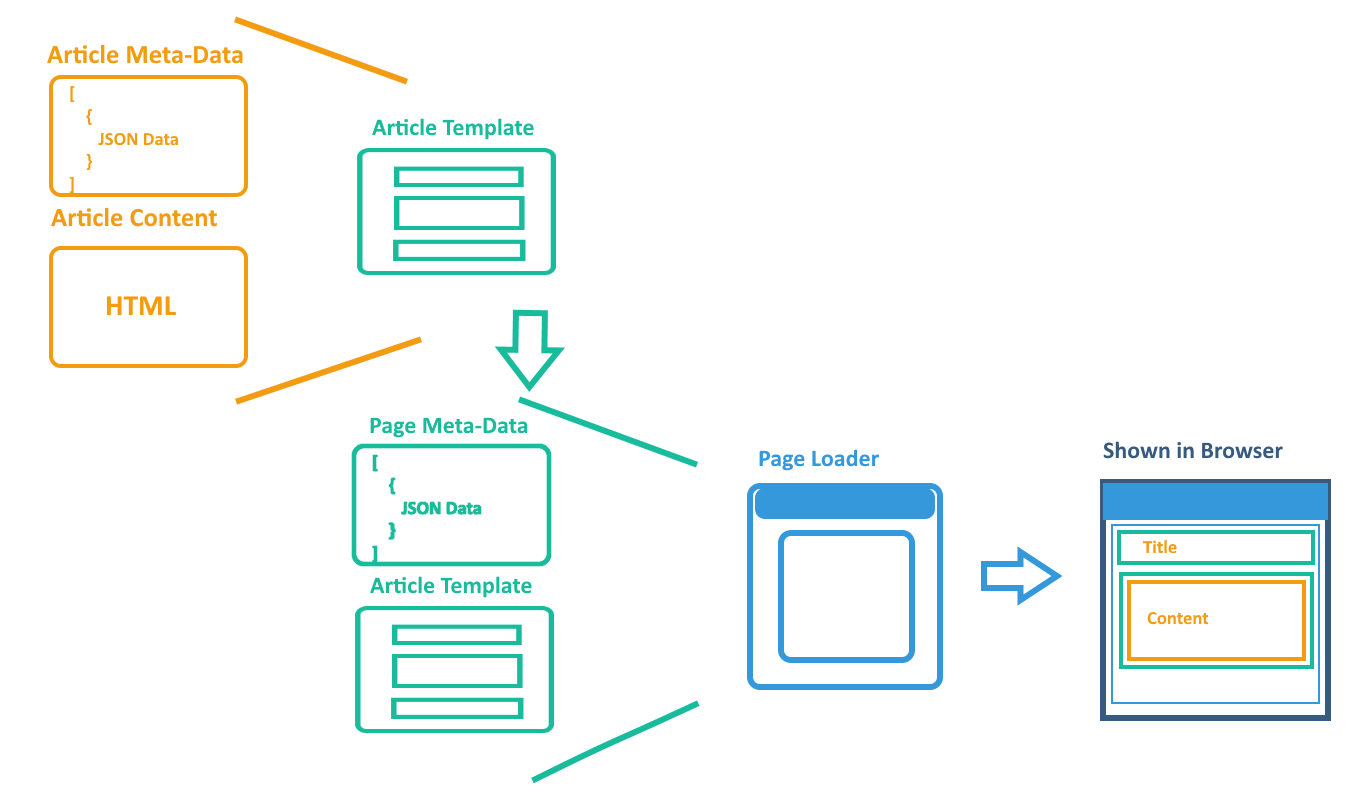 Article Meta-Data
[
{
JSON Data
}
]
Article Content
HTML
Article Template
Page Meta-Data
[
{
JSON Data
}
]
Article Template
Page Loader
Shown in Browser
Title
Content